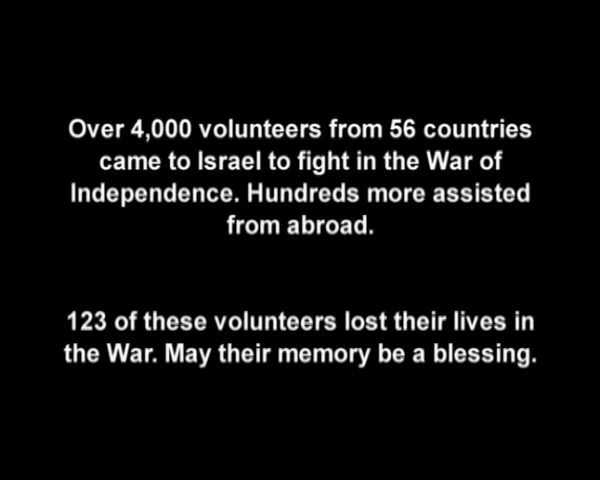 Over 4,000 volunteers from 56 countries
came to Israel to fight in the War of
Independence. Hundreds more assisted
from abroad.
123 of these volunteers lost their lives in
the War. May their memory be a blessing.